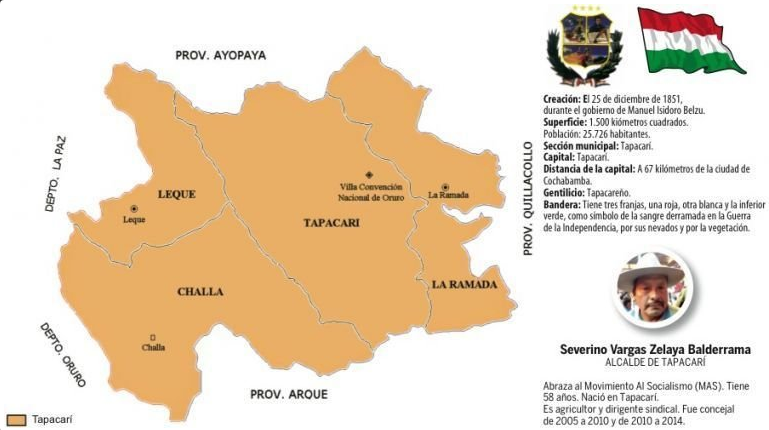 PROV. AYOPAYA
DEPTO. LA PAZ
LEQUE
Leque
Villa Convención
Nacional de Oruro
La Ramada
TAPACARI
PROV. QUILLACOLLO
CHALLA
LA RAMADA
Challa
DEPTO. ORURO
PROV. ARQUE
Tapacarí
Creación: El 25 de diciembre de 1851,
durante el gobierno de Manuel Isidoro Belzu.
Superficie: 1.500 kiómetros cuadrados.
Población: 25.726 habitantes.
Sección municipal: Tapacarí.
Capital: Tapacarí.
Distancia de la capital: A 67 kilómetros de la ciudad de
Cochabamba.
Gentilicio: Tapacareño.
Bandera: Tiene tres franjas, una roja, otra blanca y la inferior
verde, como símbolo de la sangre derramada en la Guerra
de la Independencia, por sus nevados y por la vegetación.
Severino Vargas Zelaya Balderrama
ALCALDE DE TAPACARÍ
Abraza al Movimiento Al Socialismo (MAS). Tiene
58 años. Nació en Tapacarí.
Es agricultor y dirigente sindical. Fue concejal
de 2005 a 2010 y de 2010 a 2014.